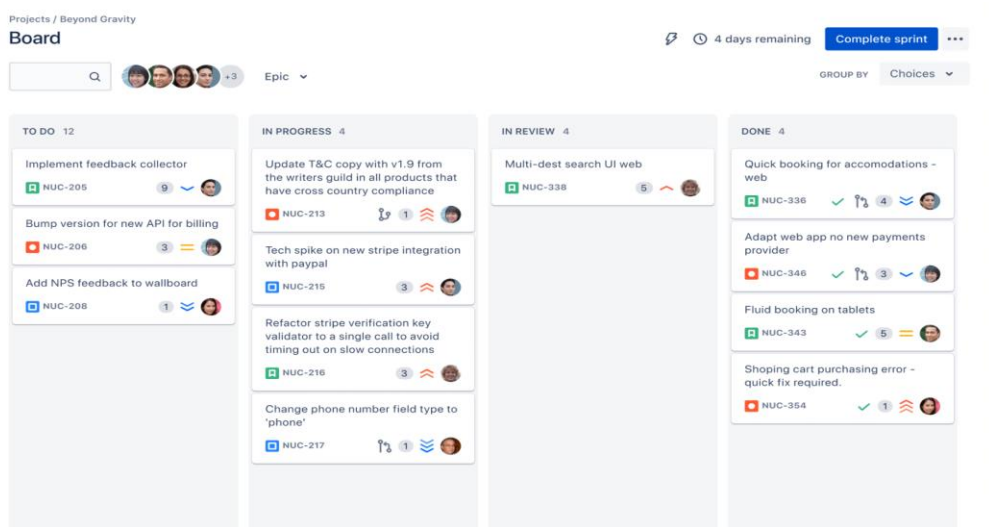 Projects / Beyond Gravity
Board
4 days remaining
Complete sprint
+3
Epic
GROUP BY
Choices
TO DO 12
Implement feedback collector
NUC-205
9
Bump version for new API for billing
NUC-206
3
Add NPS feedback to wallboard
NUC-208
1
IN PROGRESS 4
Update T&C copy with v1.9 from
the writers guild in all products that
have cross country compliance
NUC-213
1
Tech spike on new stripe integration
with paypal
NUC-215
3
Refactor stripe verification key
validator to a single call to avoid
timing out on slow connections
NUC-216
3
Change phone number field type to
'phone'
NUC-217
1
IN REVIEW 4
Multi-dest search UI web
NUC-338
5
DONE 4
Quick booking for accomodations -
web
NUC-336
4
Adapt web app no new payments
provider
NUC-346
3
Fluid booking on tablets
NUC-343
5
Shoping cart purchasing error -
quick fix required.
NUC-354
1